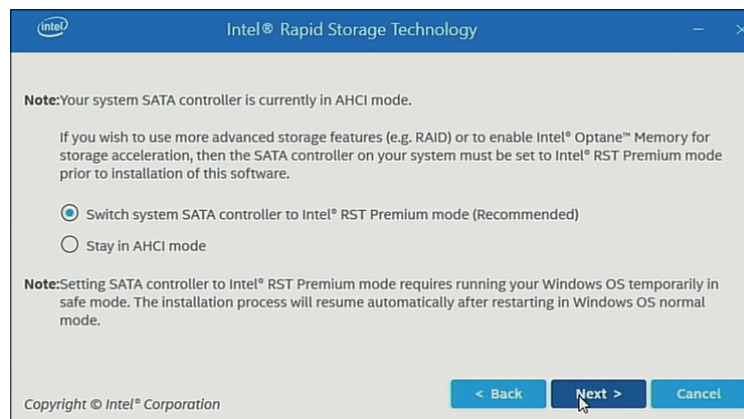 intel
Intel® Rapid Storage Technology
Note:Your system SATA controller is currently in AHCI mode.
If you wish to use more advanced storage features (e.g. RAID) or to enable Intel® Optane™ Memory for
storage acceleration, then the SATA controller on your system must be set to Intel® RST Premium mode
prior to installation of this software.
Switch system SATA controller to Intel® RST Premium mode (Recommended)
Stay in AHCI mode
Note:Setting SATA controller to Intel® RST Premium mode requires running your Windows OS temporarily in
safe mode. The installation process will resume automatically after restarting in Windows OS normal
mode.
< Back
Next >
Cancel
Copyright © Intel® Corporation